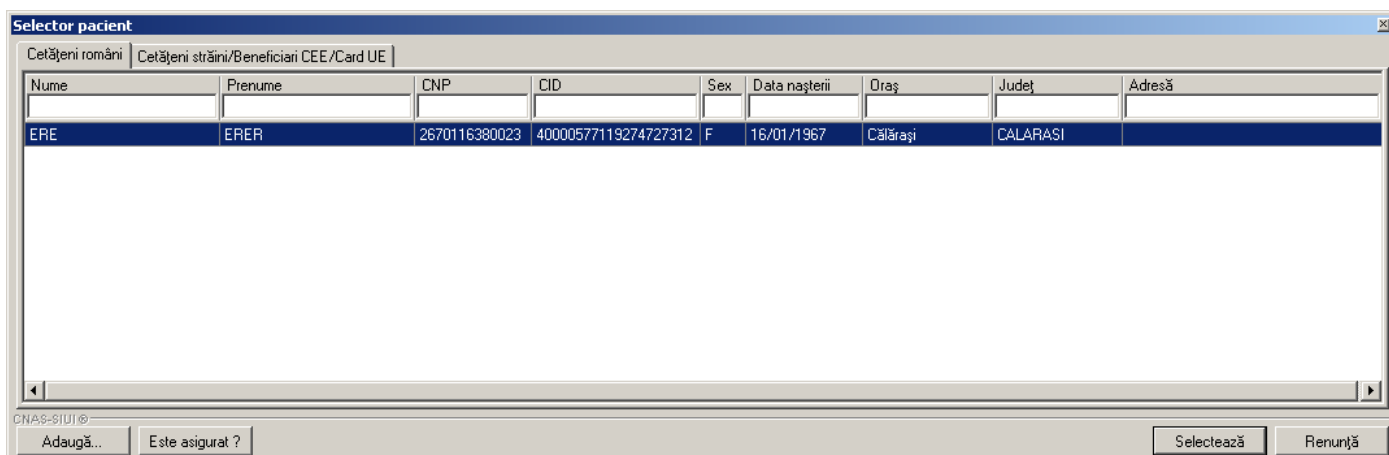 Selector pacient
Cetăţeni români Cetăţeni străini/Beneficiari CEE/Card UE
Nume Prenume CNP CID Sex Data naşterii Oraş Judeţ Adresă
ERE ERER 2670116380023 40000577119274727312 F 16/01/1967 Călăraşi CALARASI
CNAS-SIUI ®
Adaugă... Este asigurat ? Selectează Renunţă